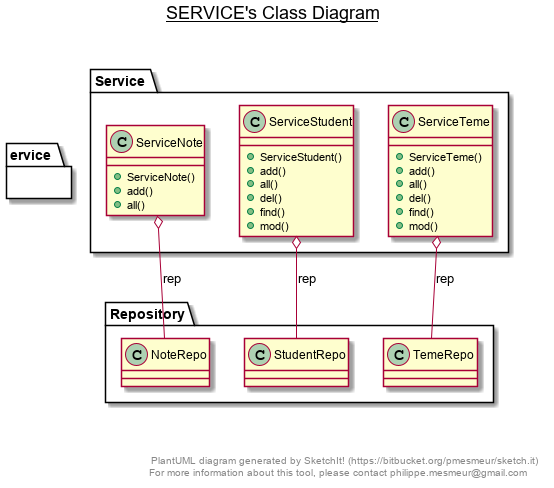 SERVICE's Class Diagram
Service
ervice
ServiceNote
ServiceNote()
add()
all()
ServiceStudent
ServiceStudent()
add()
all()
del()
find()
mod()
ServiceTeme
ServiceTeme()
add()
all()
del()
find()
mod()
rep
rep
rep
Repository
NoteRepo
StudentRepo
TemeRepo
PlantUML diagram generated by SketchIt! (https://bitbucket.org/pmesmeur/sketch.it)
For more information about this tool, please contact philippe.mesmeur@gmail.com